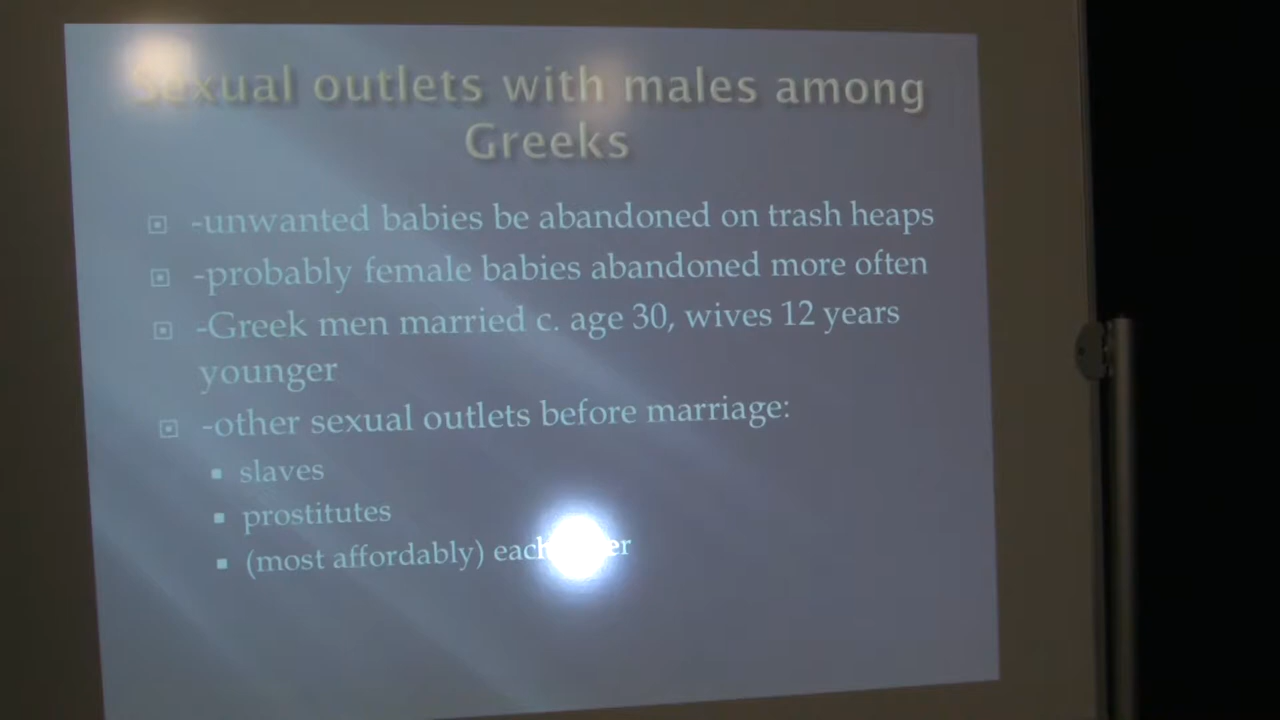 Sexual outlets with males among
Greeks
-unwanted babies be abandoned on trash heaps
-probably female babies abandoned more often
-Greek men married c. age 30, wives 12 years
younger
-other sexual outlets before marriage:
slaves
prostitutes
(most affordably) each